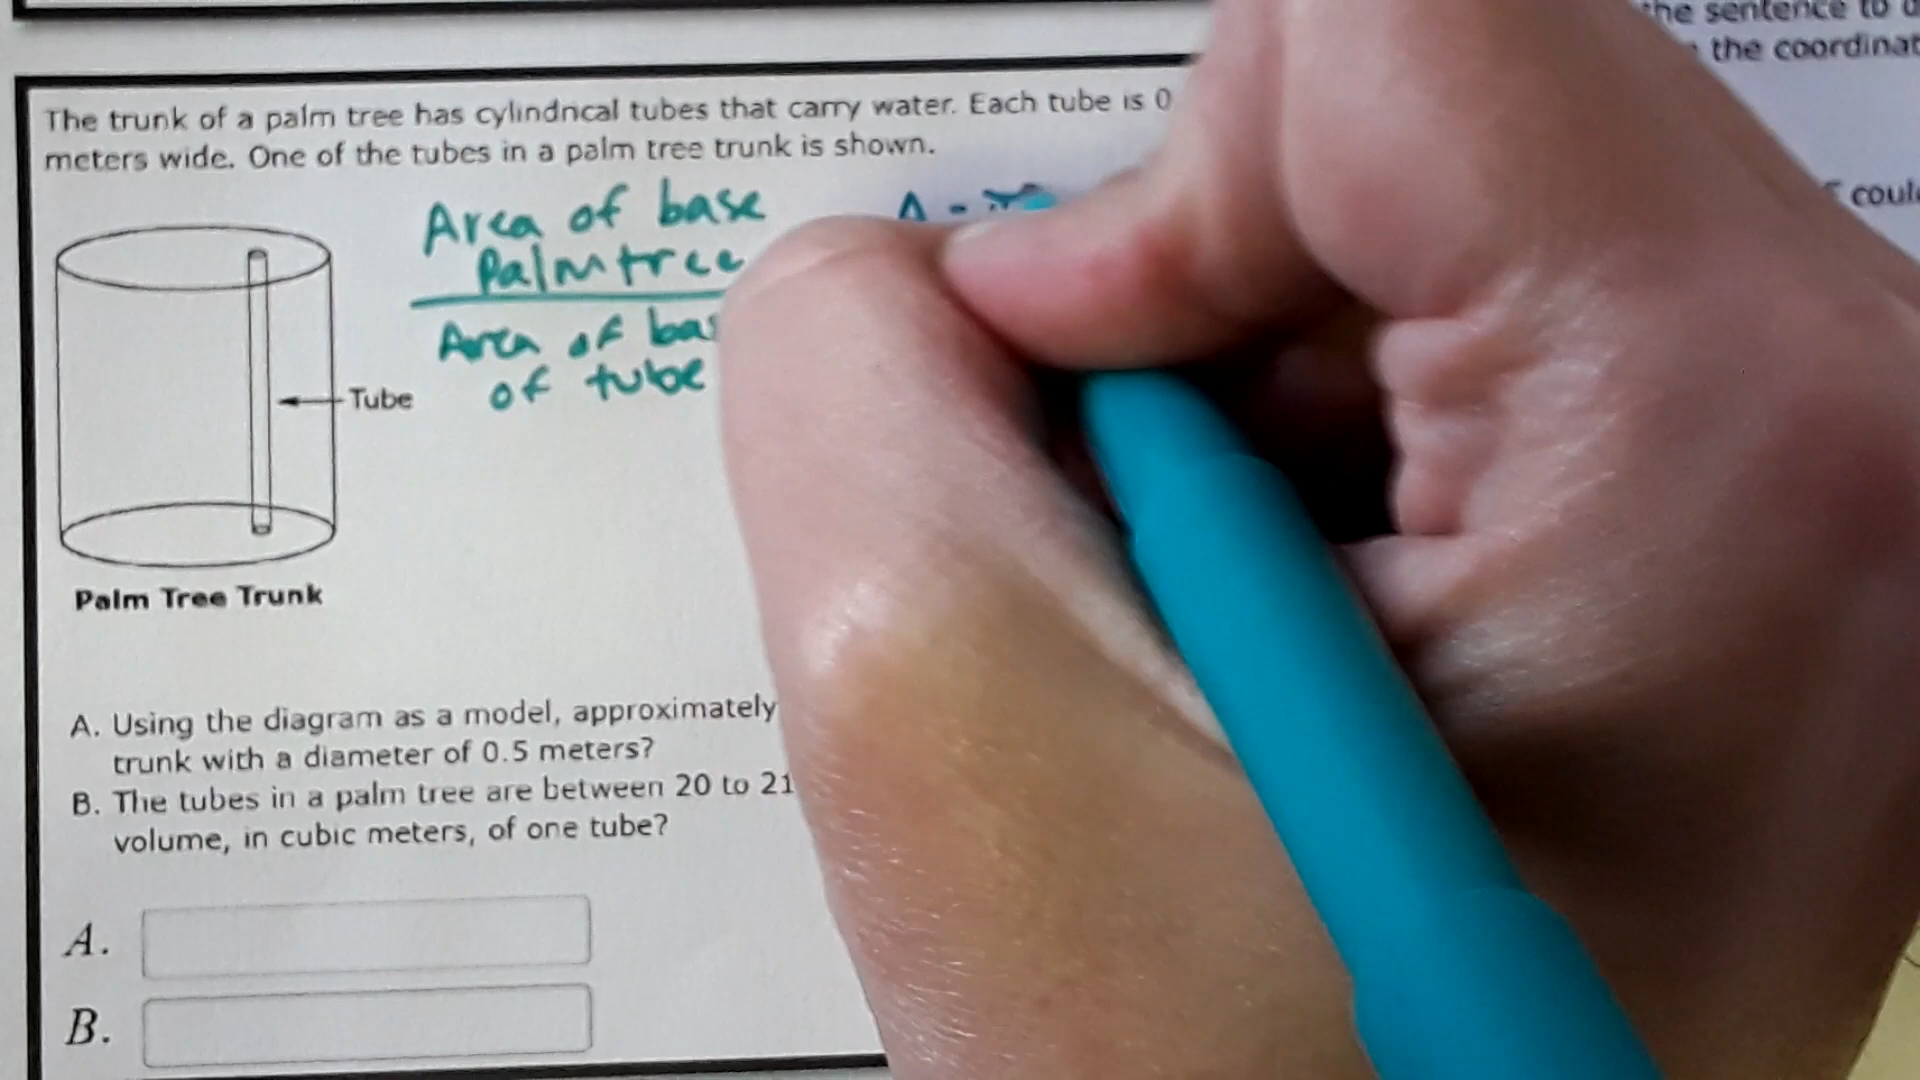 the sentence to
the coordinat
coul
The trunk of a palm tree has cylindrical tubes that carry water. Each tube is 0
meters wide. One of the tubes in a palm tree trunk is shown.
Area of base
Palm tree
Area of bas
of tube
A = π
Tube
Palm Tree Trunk
A. Using the diagram as a model, approximately
trunk with a diameter of 0.5 meters?
B. The tubes in a palm tree are between 20 to 21
volume, in cubic meters, of one tube?
A.
B.